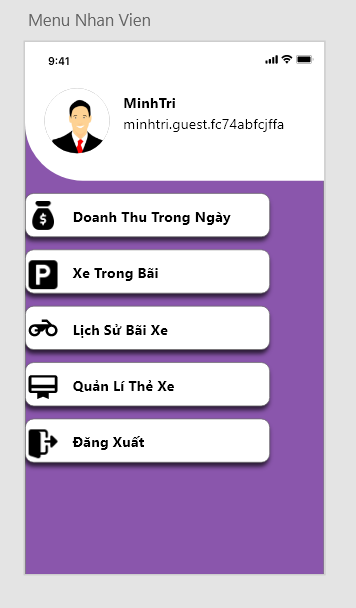 Menu Nhan Vien
9:41
MinhTri
minhtri.guest.fc74abfcjffa
Doanh Thu Trong Ngày
P
Xe Trong Bãi
Lịch Sử Bãi Xe
Quản Lí Thẻ Xe
Đăng Xuất